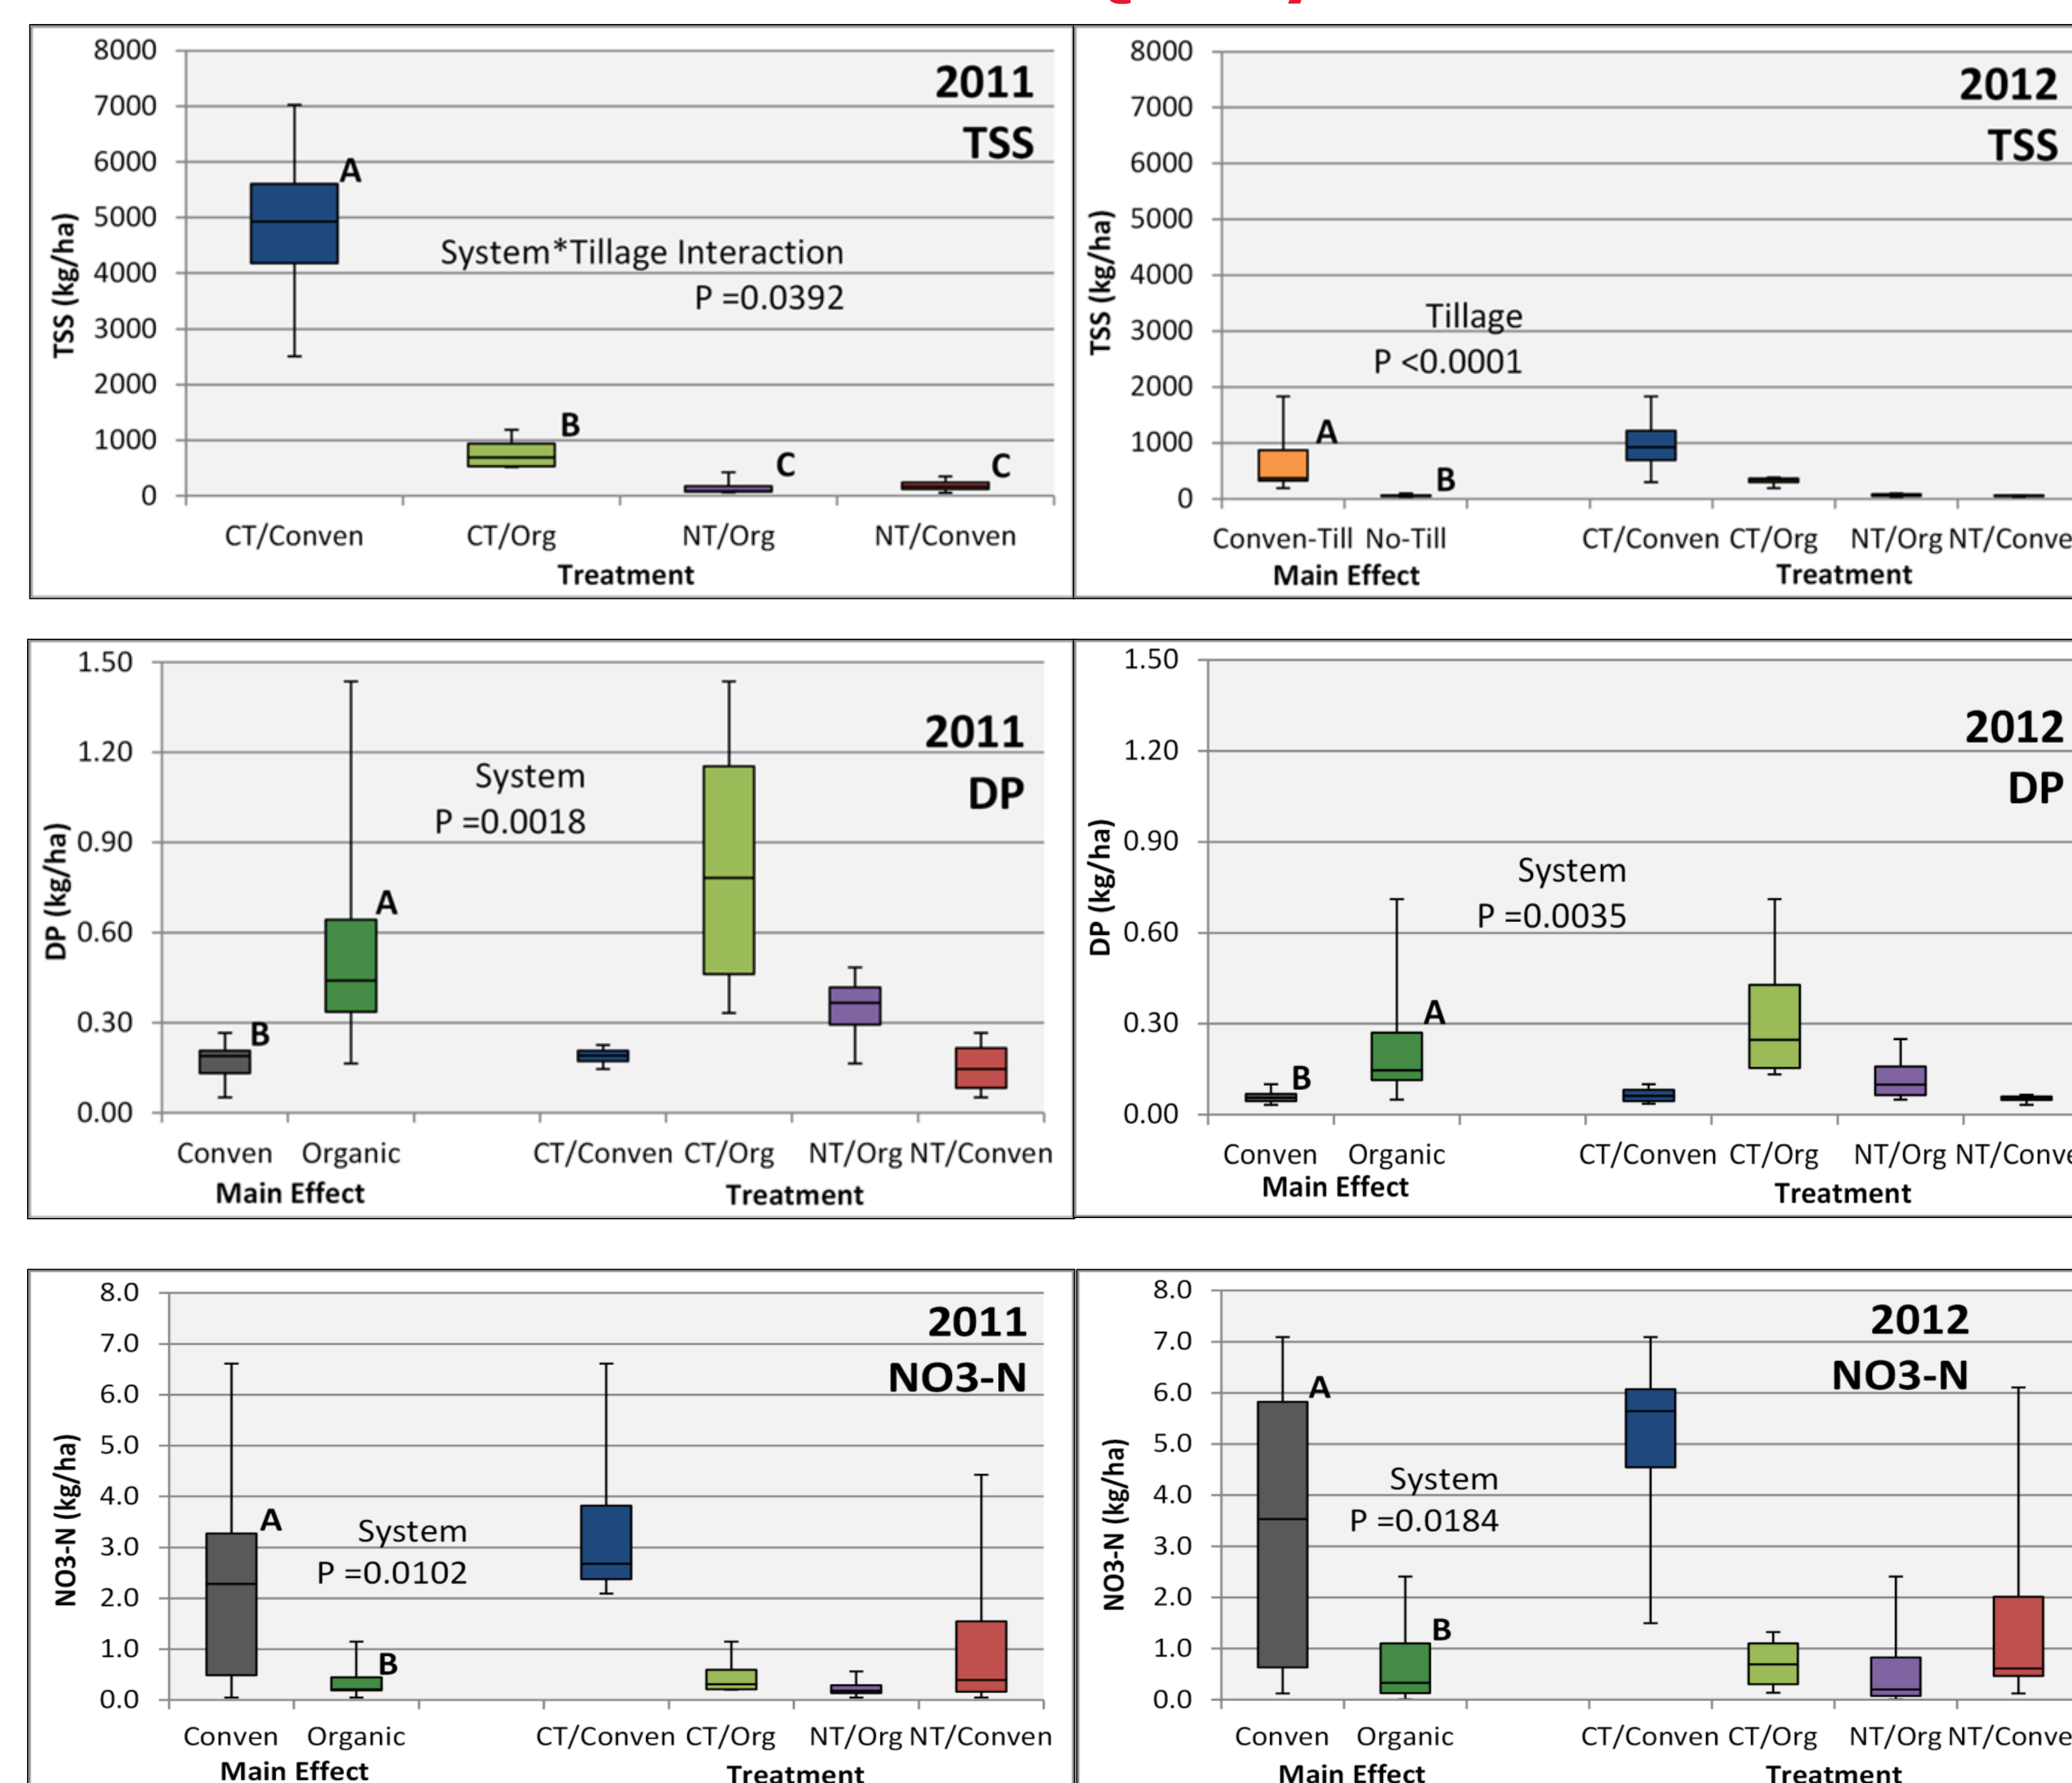 8000
7000
6000
5000
4000
3000
2000
1000
0
TSS (kg/ha)
2011
TSS
A
System*Tillage Interaction
P =0.0392
B
C
C
CT/Conven CT/Org NT/Org NT/Conven
Treatment
8000
7000
6000
5000
4000
3000
2000
1000
0
TSS (kg/ha)
2012
TSS
Tillage
P <0.0001
A
B
Conven-Till No-Till CT/Conven CT/Org NT/Org NT/Conve
Main Effect Treatment
1.50
1.20
0.90
0.60
0.30
0.00
DP (kg/ha)
2011
DP
System
P =0.0018
A
B
Conven Organic CT/Conven CT/Org NT/Org NT/Conven
Main Effect Treatment
1.50
1.20
0.90
0.60
0.30
0.00
DP (kg/ha)
2012
DP
System
P =0.0035
A
B
Conven Organic CT/Conven CT/Org NT/Org NT/Conve
Main Effect Treatment
8.0
7.0
6.0
5.0
4.0
3.0
2.0
1.0
0.0
NO3-N (kg/ha)
2011
NO3-N
A
System
P =0.0102
B
Conven Organic CT/Conven CT/Org NT/Org NT/Conven
Main Effect Treatment
8.0
7.0
6.0
5.0
4.0
3.0
2.0
1.0
0.0
NO3-N (kg/ha)
2012
NO3-N
A
System
P =0.0184
B
Conven Organic CT/Conven CT/Org NT/Org NT/Conve
Main Effect Treatment